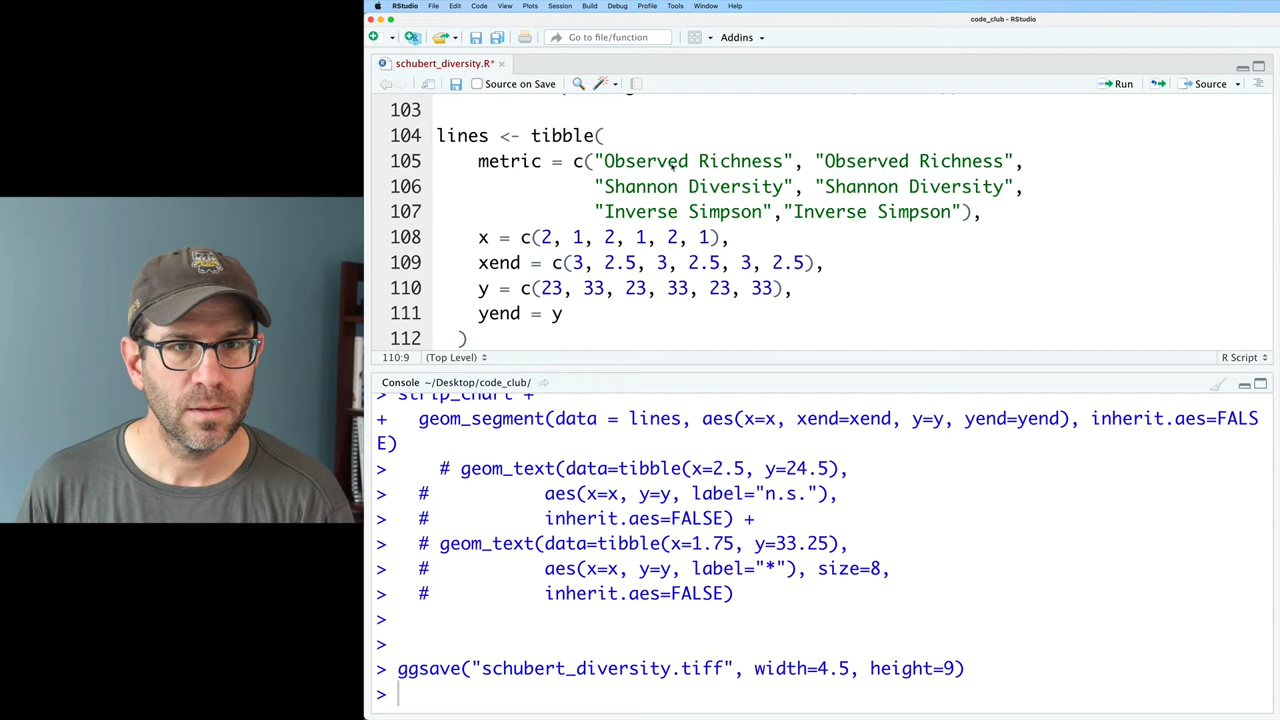 RStudio File Edit Code View Plots Session Build Debug Profile Tools Window Help
code_club - RStudio
Go to file/function Addins
schubert_diversity.R*
Source on Save Run Source
103
104 lines <- tibble(
105 metric = c("Observed Richness", "Observed Richness",
106 "Shannon Diversity", "Shannon Diversity",
107 "Inverse Simpson","Inverse Simpson"),
108 x = c(2, 1, 2, 1, 2, 1),
109 xend = c(3, 2.5, 3, 2.5, 3, 2.5),
110 y = c(23, 33, 23, 33, 23, 33),
111 yend = y
112 )
110:9 (Top Level) R Script
Console ~/Desktop/code_club/
> strip_chart +
+ geom_segment(data = lines, aes(x=x, xend=xend, y=y, yend=yend), inherit.aes=FALS
E)
> # geom_text(data=tibble(x=2.5, y=24.5),
> # aes(x=x, y=y, label="n.s."),
> # inherit.aes=FALSE) +
> # geom_text(data=tibble(x=1.75, y=33.25),
> # aes(x=x, y=y, label="*"), size=8,
> # inherit.aes=FALSE)
>
>
> ggsave("schubert_diversity.tiff", width=4.5, height=9)
>